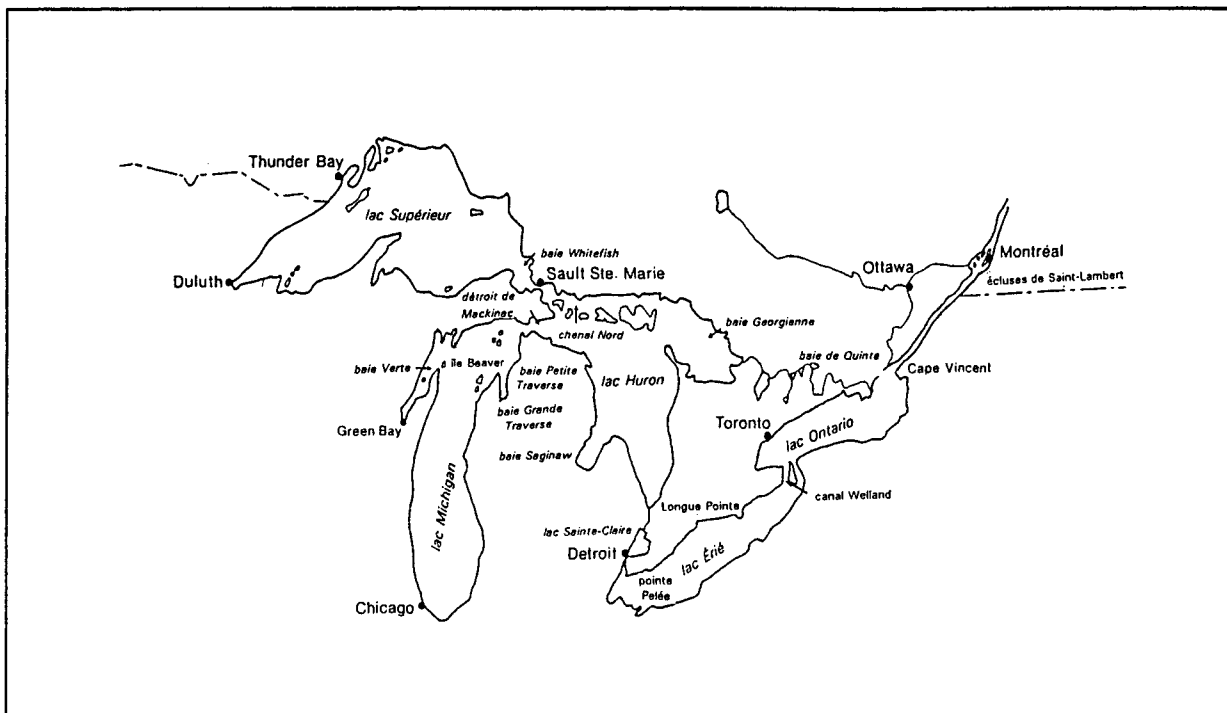 Thunder Bay
lac Supérieur
Duluth
baie Whitefish
Sault Ste. Marie
détroit de
Mackinac
chenal Nord
baie Georgianne
Ottawa
Montréal
écluses de Saint-Lambert
baie de Quinte
Cape Vincent
baie Verte
île Beaver
baie Petite
Traverse
lac Huron
baie Grande
Traverse
Green Bay
baie Saginaw
Toronto
lac Ontario
canal Welland
Longue Pointe
lac Michigan
lac Sainte-Claire
Detroit
lac Érié
pointe
Pelée
Chicago